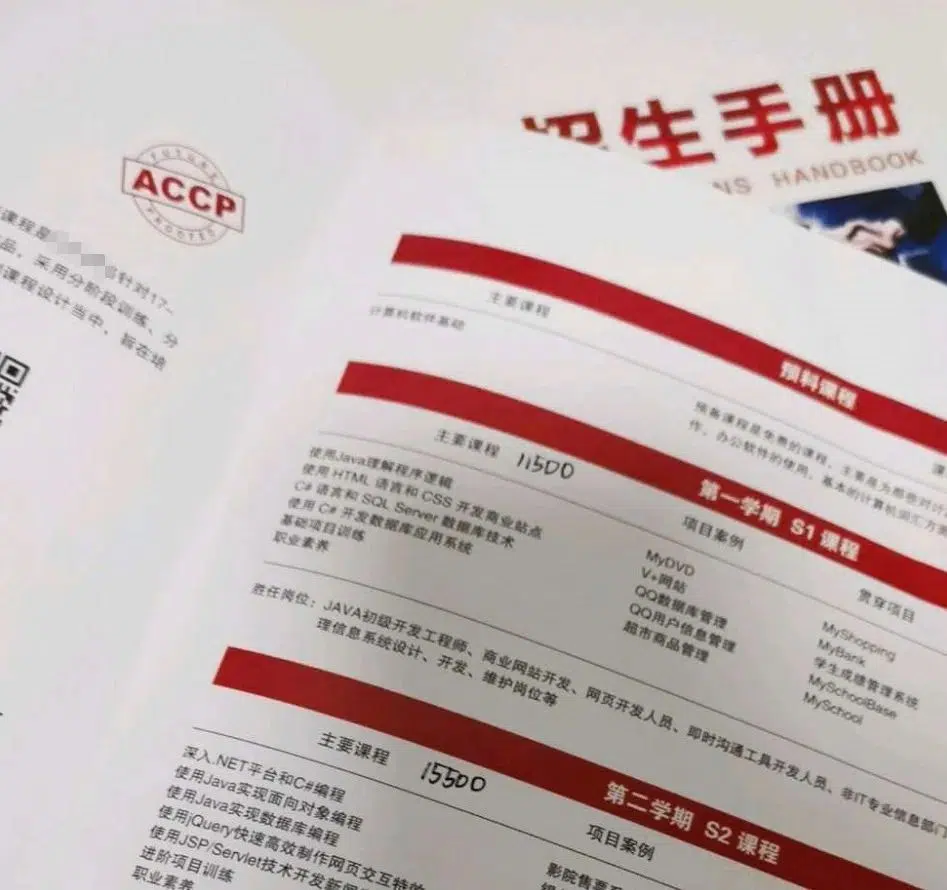 招生手册
NS HANDBOOK
FUTURE
ACCP
课程是
针对17-
品，采用分阶段训练、分
课程设计当中，旨在培
预科课程
主要课程
计算机软件基础
预备课程是免费的课程，主要是为那些对计
作、办公软件的使用、基本的计算机词汇方
第一学期 S1 课程
主要课程 11500
使用Java理解程序逻辑
使用 HTML 语言和 CSS 开发商业站点
C# 语言和 SQL Server 数据库技术
使用 C# 开发数据库应用系统
基础项目训练
职业素养
项目案例
MyDVD
V+网站
QQ数据库管理
QQ用户信息管理
超市商品管理
贯穿项目
MyShopping
MyBank
学生成绩管理系统
MySchoolBase
MySchool
胜任岗位：JAVA初级开发工程师、商业网站开发、网页开发人员、即时沟通工具开发人员、非IT专业信息部门
理信息系统设计、开发、维护岗位等
第二学期 S2 课程
主要课程 15500
深入.NET平台和C#编程
使用Java实现面向对象编程
使用Java实现数据库编程
使用jQuery快速高效制作网页交互特效
使用JSP/Servlet技术开发新闻
进阶项目训练
职业素养
项目案例
影院售票系